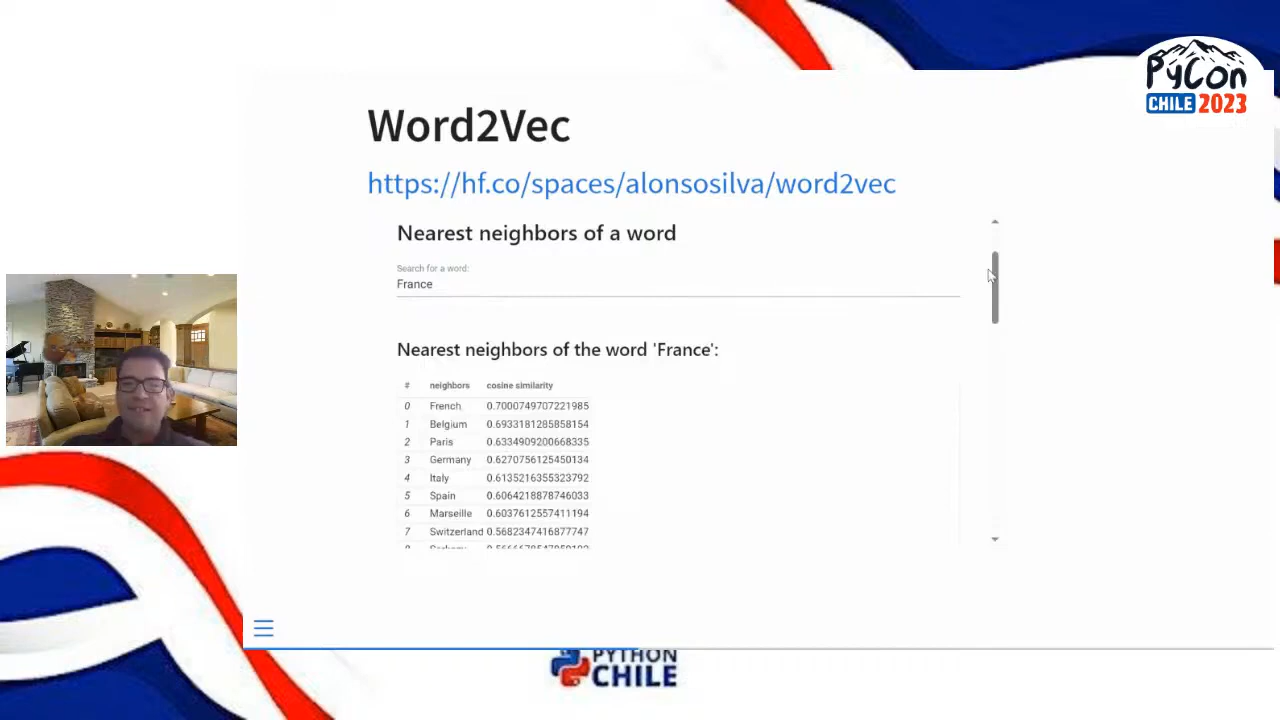 PyCon
CHILE 2023
Word2Vec
https://hf.co/spaces/alonsosilva/word2vec
Nearest neighbors of a word
Search for a word:
France
Nearest neighbors of the word 'France':
# neighbors cosine similarity
0 French 0.7000749707221985
1 Belgium 0.6933181285858154
2 Paris 0.6334909200668335
3 Germany 0.6270756125450134
4 Italy 0.6135216355323792
5 Spain 0.6064218878746033
6 Marseille 0.6037612557411194
7 Switzerland 0.5682347416877747
PYTHON
CHILE